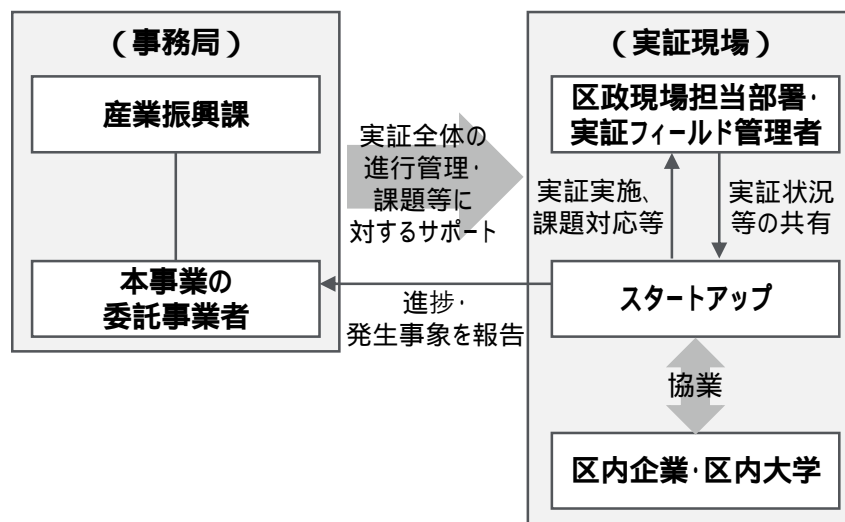 （事務局）
産業振興課
本事業の
委託事業者
実証全体の
進行管理・
課題等に
対するサポート
進捗・
発生事象を報告
（実証現場）
区政現場担当部署・
実証フィールド管理者
実証実施、
課題対応等
実証状況
等の共有
スタートアップ
協業
区内企業・区内大学